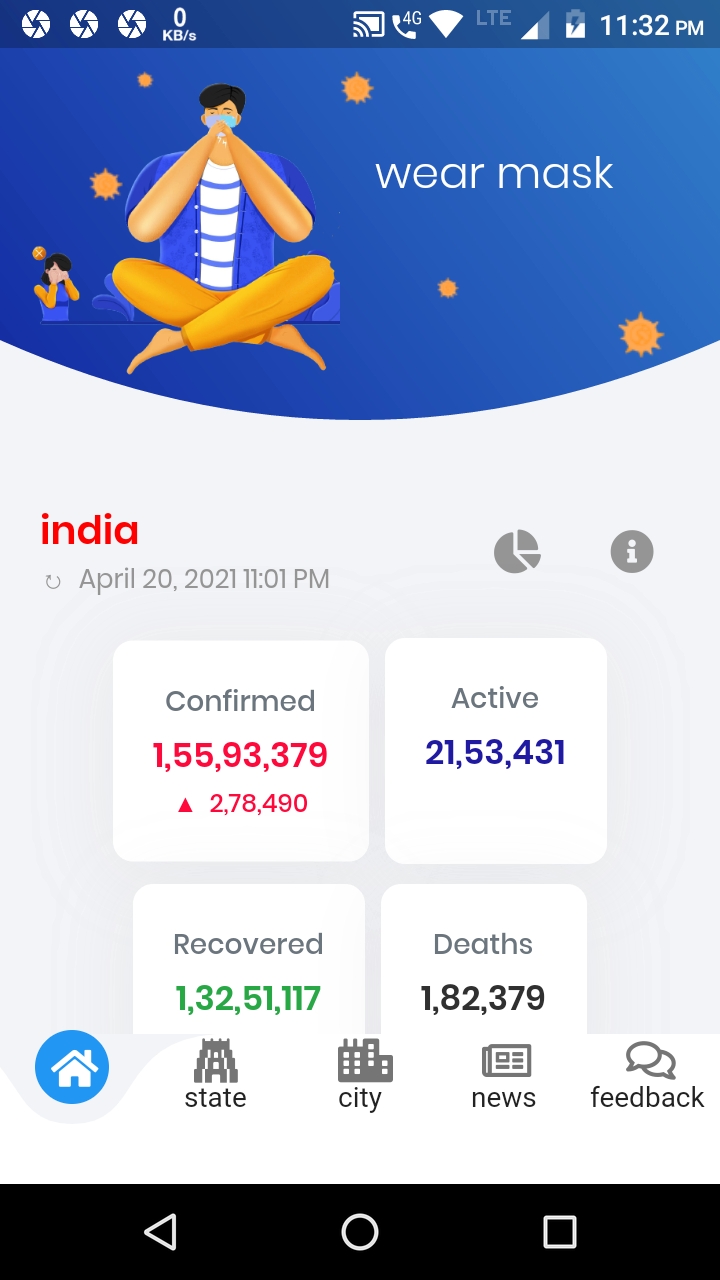 0
KB/s
4G
LTE
11:32 PM
wear mask
india
April 20, 2021 11:01 PM
Confirmed
1,55,93,379
▲ 2,78,490
Active
21,53,431
Recovered
1,32,51,117
Deaths
1,82,379
state
city
news
feedback